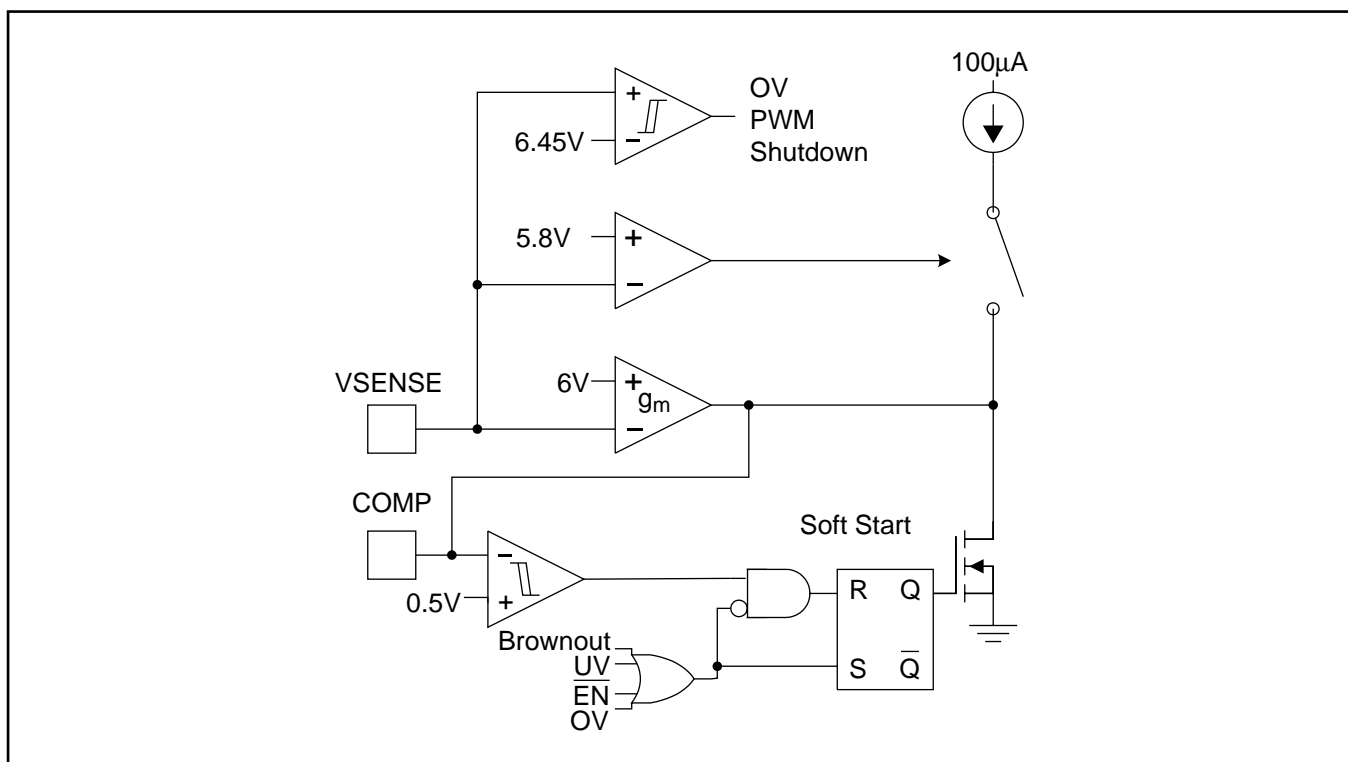 100μA
+
OV
PWM
Shutdown
6.45V
−
5.8V
+
−
VSENSE
6V
+
gm
−
COMP
−
Soft Start
0.5V
+
R Q
Brownout
UV
E̅N̅
OV
S Q̅